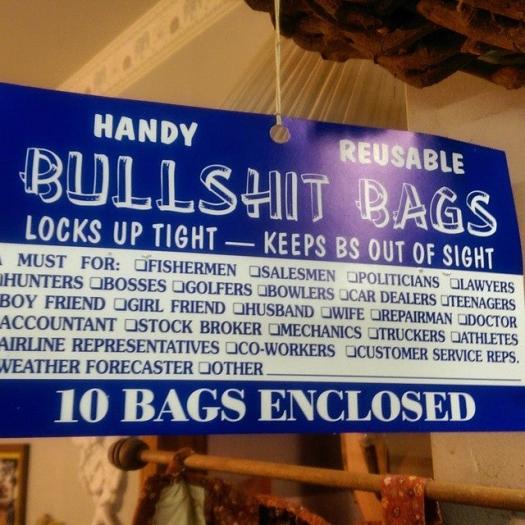 HANDY REUSABLE
BULLSHIT BAGS
LOCKS UP TIGHT — KEEPS BS OUT OF SIGHT
A MUST FOR: ❑FISHERMEN ❑SALESMEN ❑POLITICIANS ❑LAWYERS
❑HUNTERS ❑BOSSES ❑GOLFERS ❑BOWLERS ❑CAR DEALERS ❑TEENAGERS
BOY FRIEND ❑GIRL FRIEND ❑HUSBAND ❑WIFE ❑REPAIRMAN ❑DOCTOR
ACCOUNTANT ❑STOCK BROKER ❑MECHANICS ❑TRUCKERS ❑ATHLETES
AIRLINE REPRESENTATIVES ❑CO-WORKERS ❑CUSTOMER SERVICE REPS.
WEATHER FORECASTER ❑OTHER
10 BAGS ENCLOSED